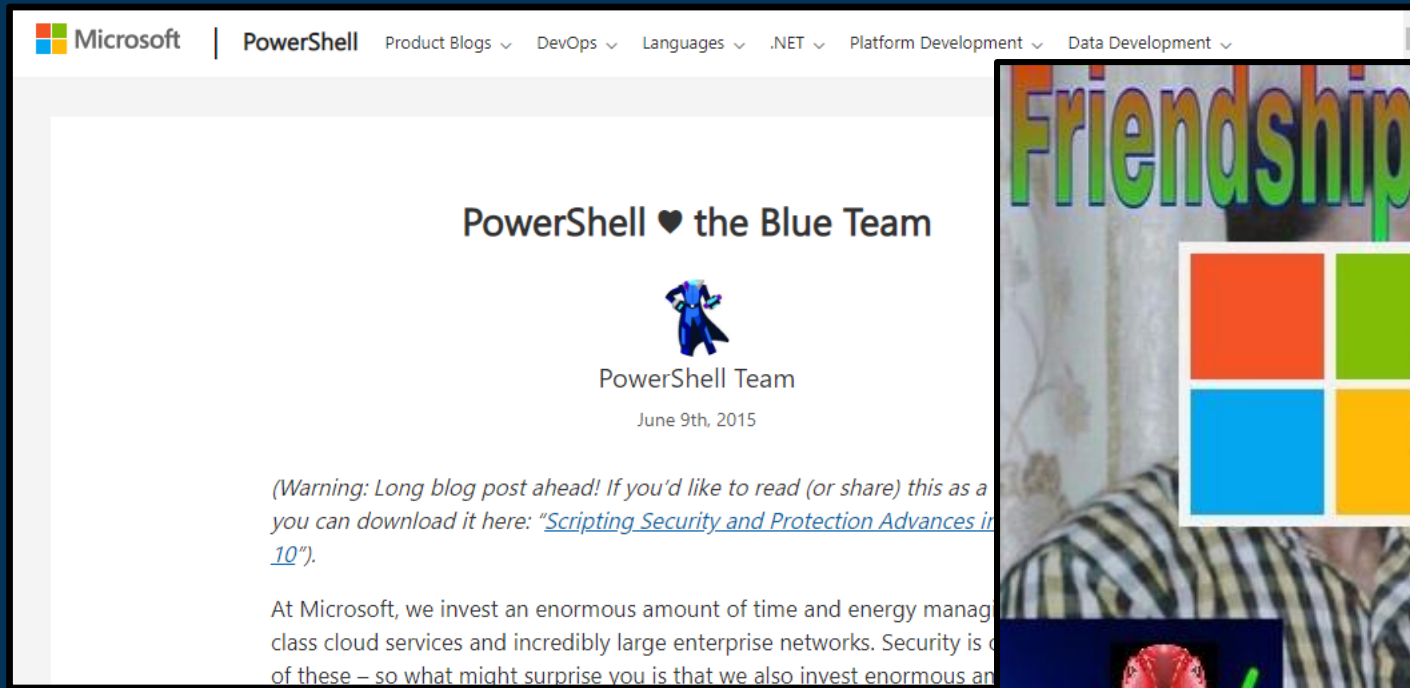 Microsoft | PowerShell Product Blogs DevOps Languages .NET Platform Development Data Development
Friendship
PowerShell ♥ the Blue Team
PowerShell Team
June 9th, 2015
(Warning: Long blog post ahead! If you'd like to read (or share) this as a
you can download it here: “Scripting Security and Protection Advances in
10”).
At Microsoft, we invest an enormous amount of time and energy managi
class cloud services and incredibly large enterprise networks. Security is
of these – so what might surprise you is that we also invest enormous am